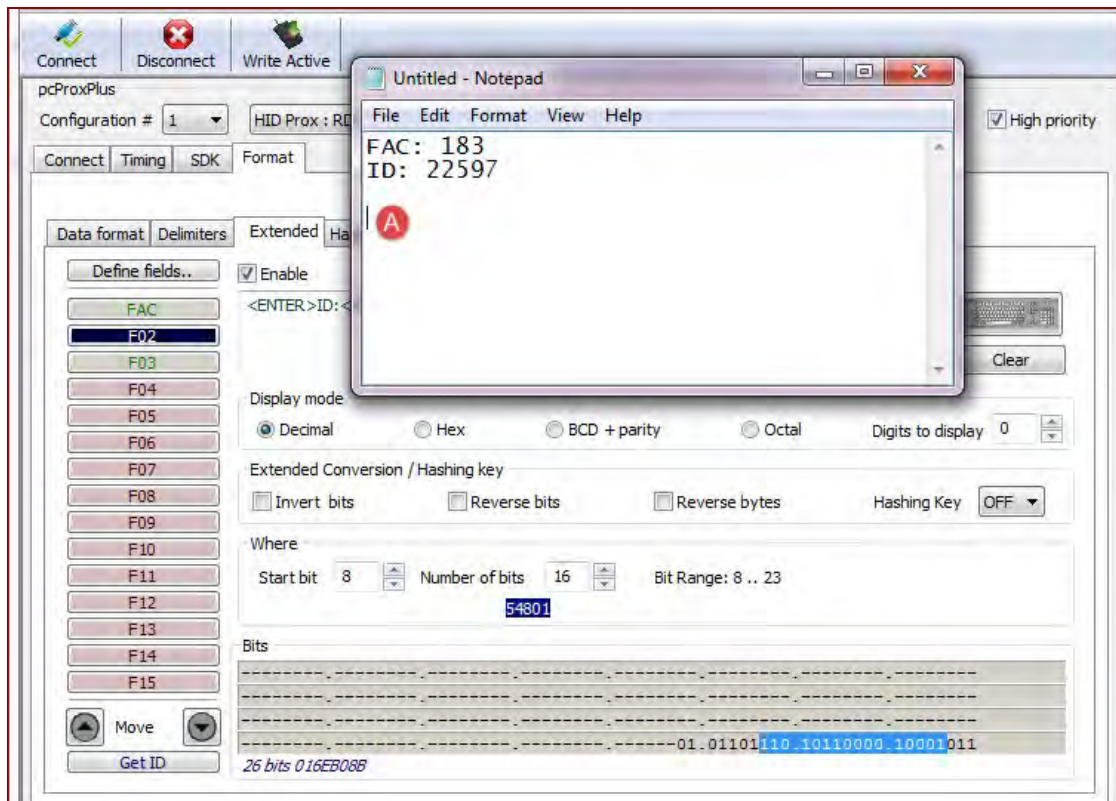 Connect Disconnect Write Active
pcProxPlus
Configuration # 1 HID Prox : RD High priority
Connect Timing SDK Format
Data format Delimiters Extended Ha
Define fields.. Enable
<ENTER>ID:<
FAC
F02
F03
F04
F05
F06
F07
F08
F09
F10
F11
F12
F13
F14
F15
Move
Get ID
Untitled - Notepad
File Edit Format View Help
FAC: 183
ID: 22597
A
Clear
Display mode
Decimal Hex BCD + parity Octal Digits to display 0
Extended Conversion / Hashing key
Invert bits Reverse bits Reverse bytes Hashing Key OFF
Where
Start bit 8 Number of bits 16 Bit Range: 8 .. 23
54801
Bits
--------.--------.--------.--------.--------.--------.--------.--------
--------.--------.--------.--------.--------.--------.--------.--------
--------.--------.--------.--------.--------.--------.--------.--------
--------.--------.--------.--------.------01.01101110.10110000.10001011
26 bits 016EB08B